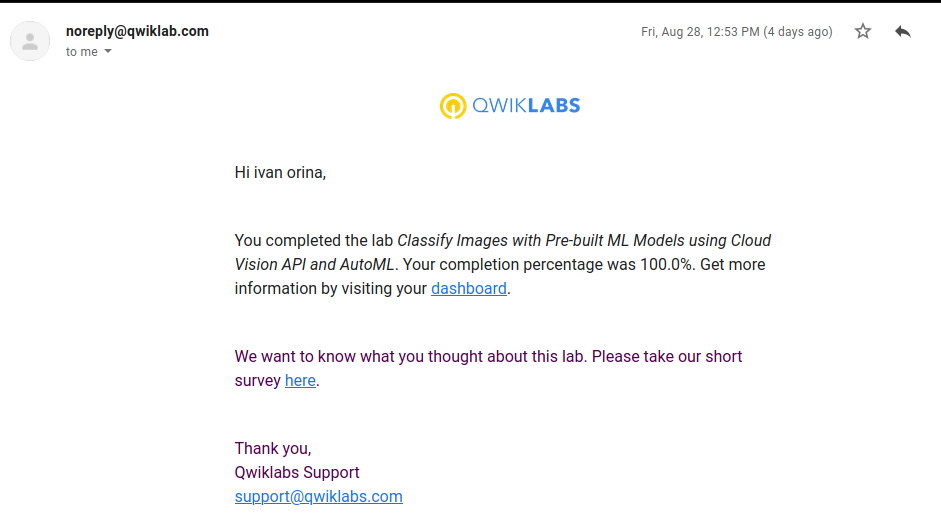 noreply@qwiklab.com
Fri, Aug 28, 12:53 PM (4 days ago)
to me
QWIKLABS
Hi ivan orina,
You completed the lab Classify Images with Pre-built ML Models using Cloud
Vision API and AutoML. Your completion percentage was 100.0%. Get more
information by visiting your dashboard.
We want to know what you thought about this lab. Please take our short
survey here.
Thank you,
Qwiklabs Support
support@qwiklabs.com